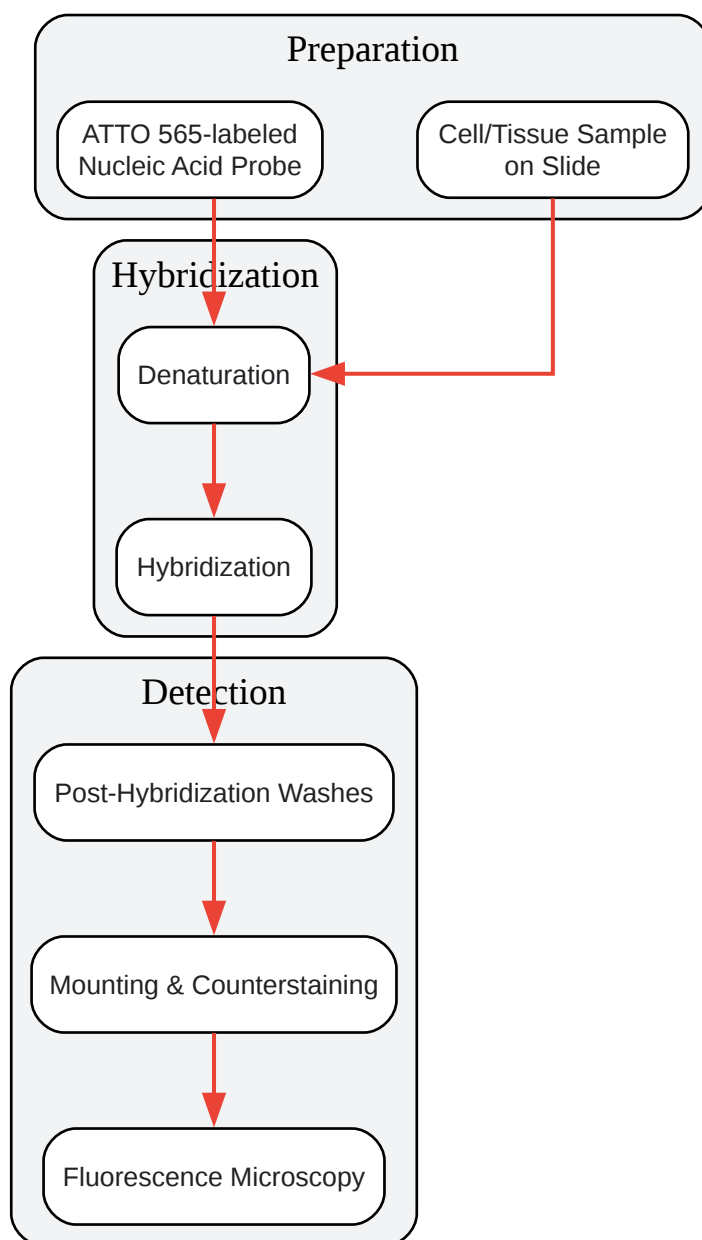 Preparation
ATTO 565-labeled
Nucleic Acid Probe
Cell/Tissue Sample
on Slide
Hybridization
Denaturation
Hybridization
Detection
Post-Hybridization Washes
Mounting & Counterstaining
Fluorescence Microscopy